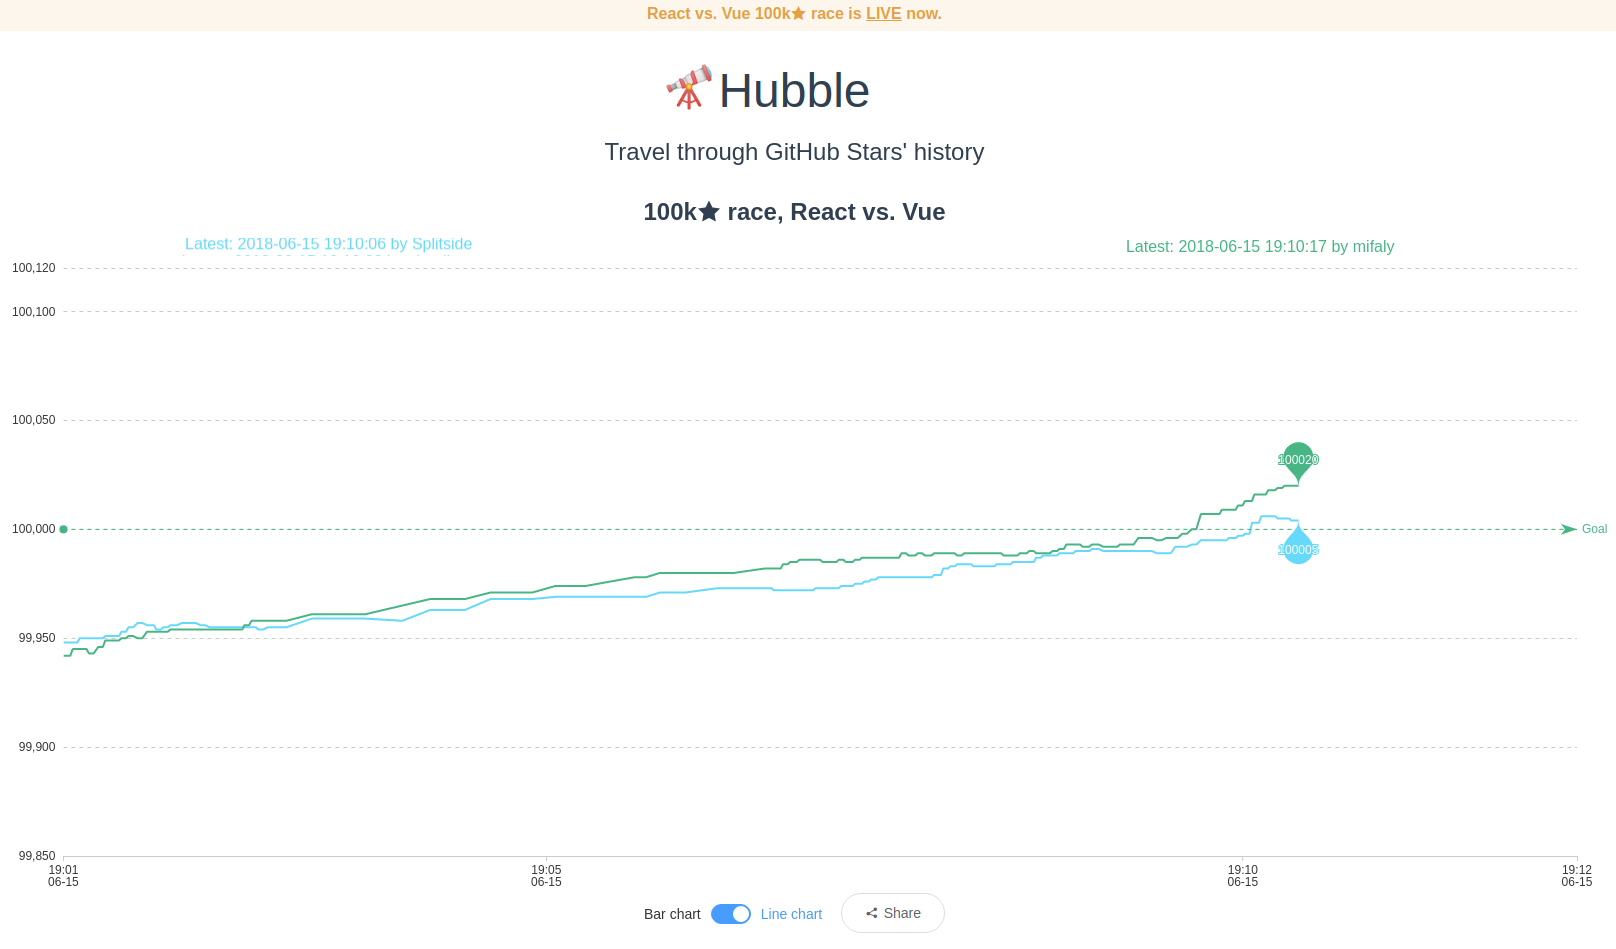 React vs. Vue 100k★ race is LIVE now.
Hubble
Travel through GitHub Stars' history
100k★ race, React vs. Vue
Latest: 2018-06-15 19:10:06 by Splitside
Latest: 2018-06-15 19:10:17 by mifaly
100,120
100,100
100,050
100020
100,000
Goal
100005
99,950
99,900
99,850
19:01 19:05 19:10 19:12
06-15 06-15 06-15 06-15
Bar chart Line chart Share